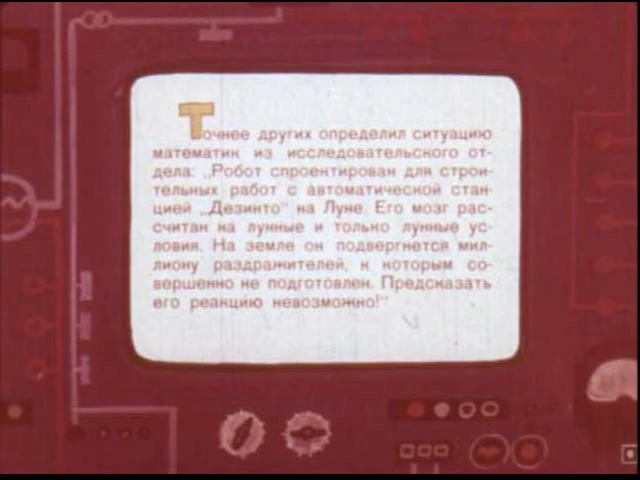 Точнее других определил ситуацию
математик из исследовательского от-
дела: „Робот спроектирован для строи-
тельных работ с автоматической стан-
цией „Дезинто“ на Луне. Его мозг рас-
считан на лунные и только лунные ус-
ловия. На земле он подвергнется мил-
лиону раздражителей, к которым со-
вершенно не подготовлен. Предсказать
его реакцию невозможно!“